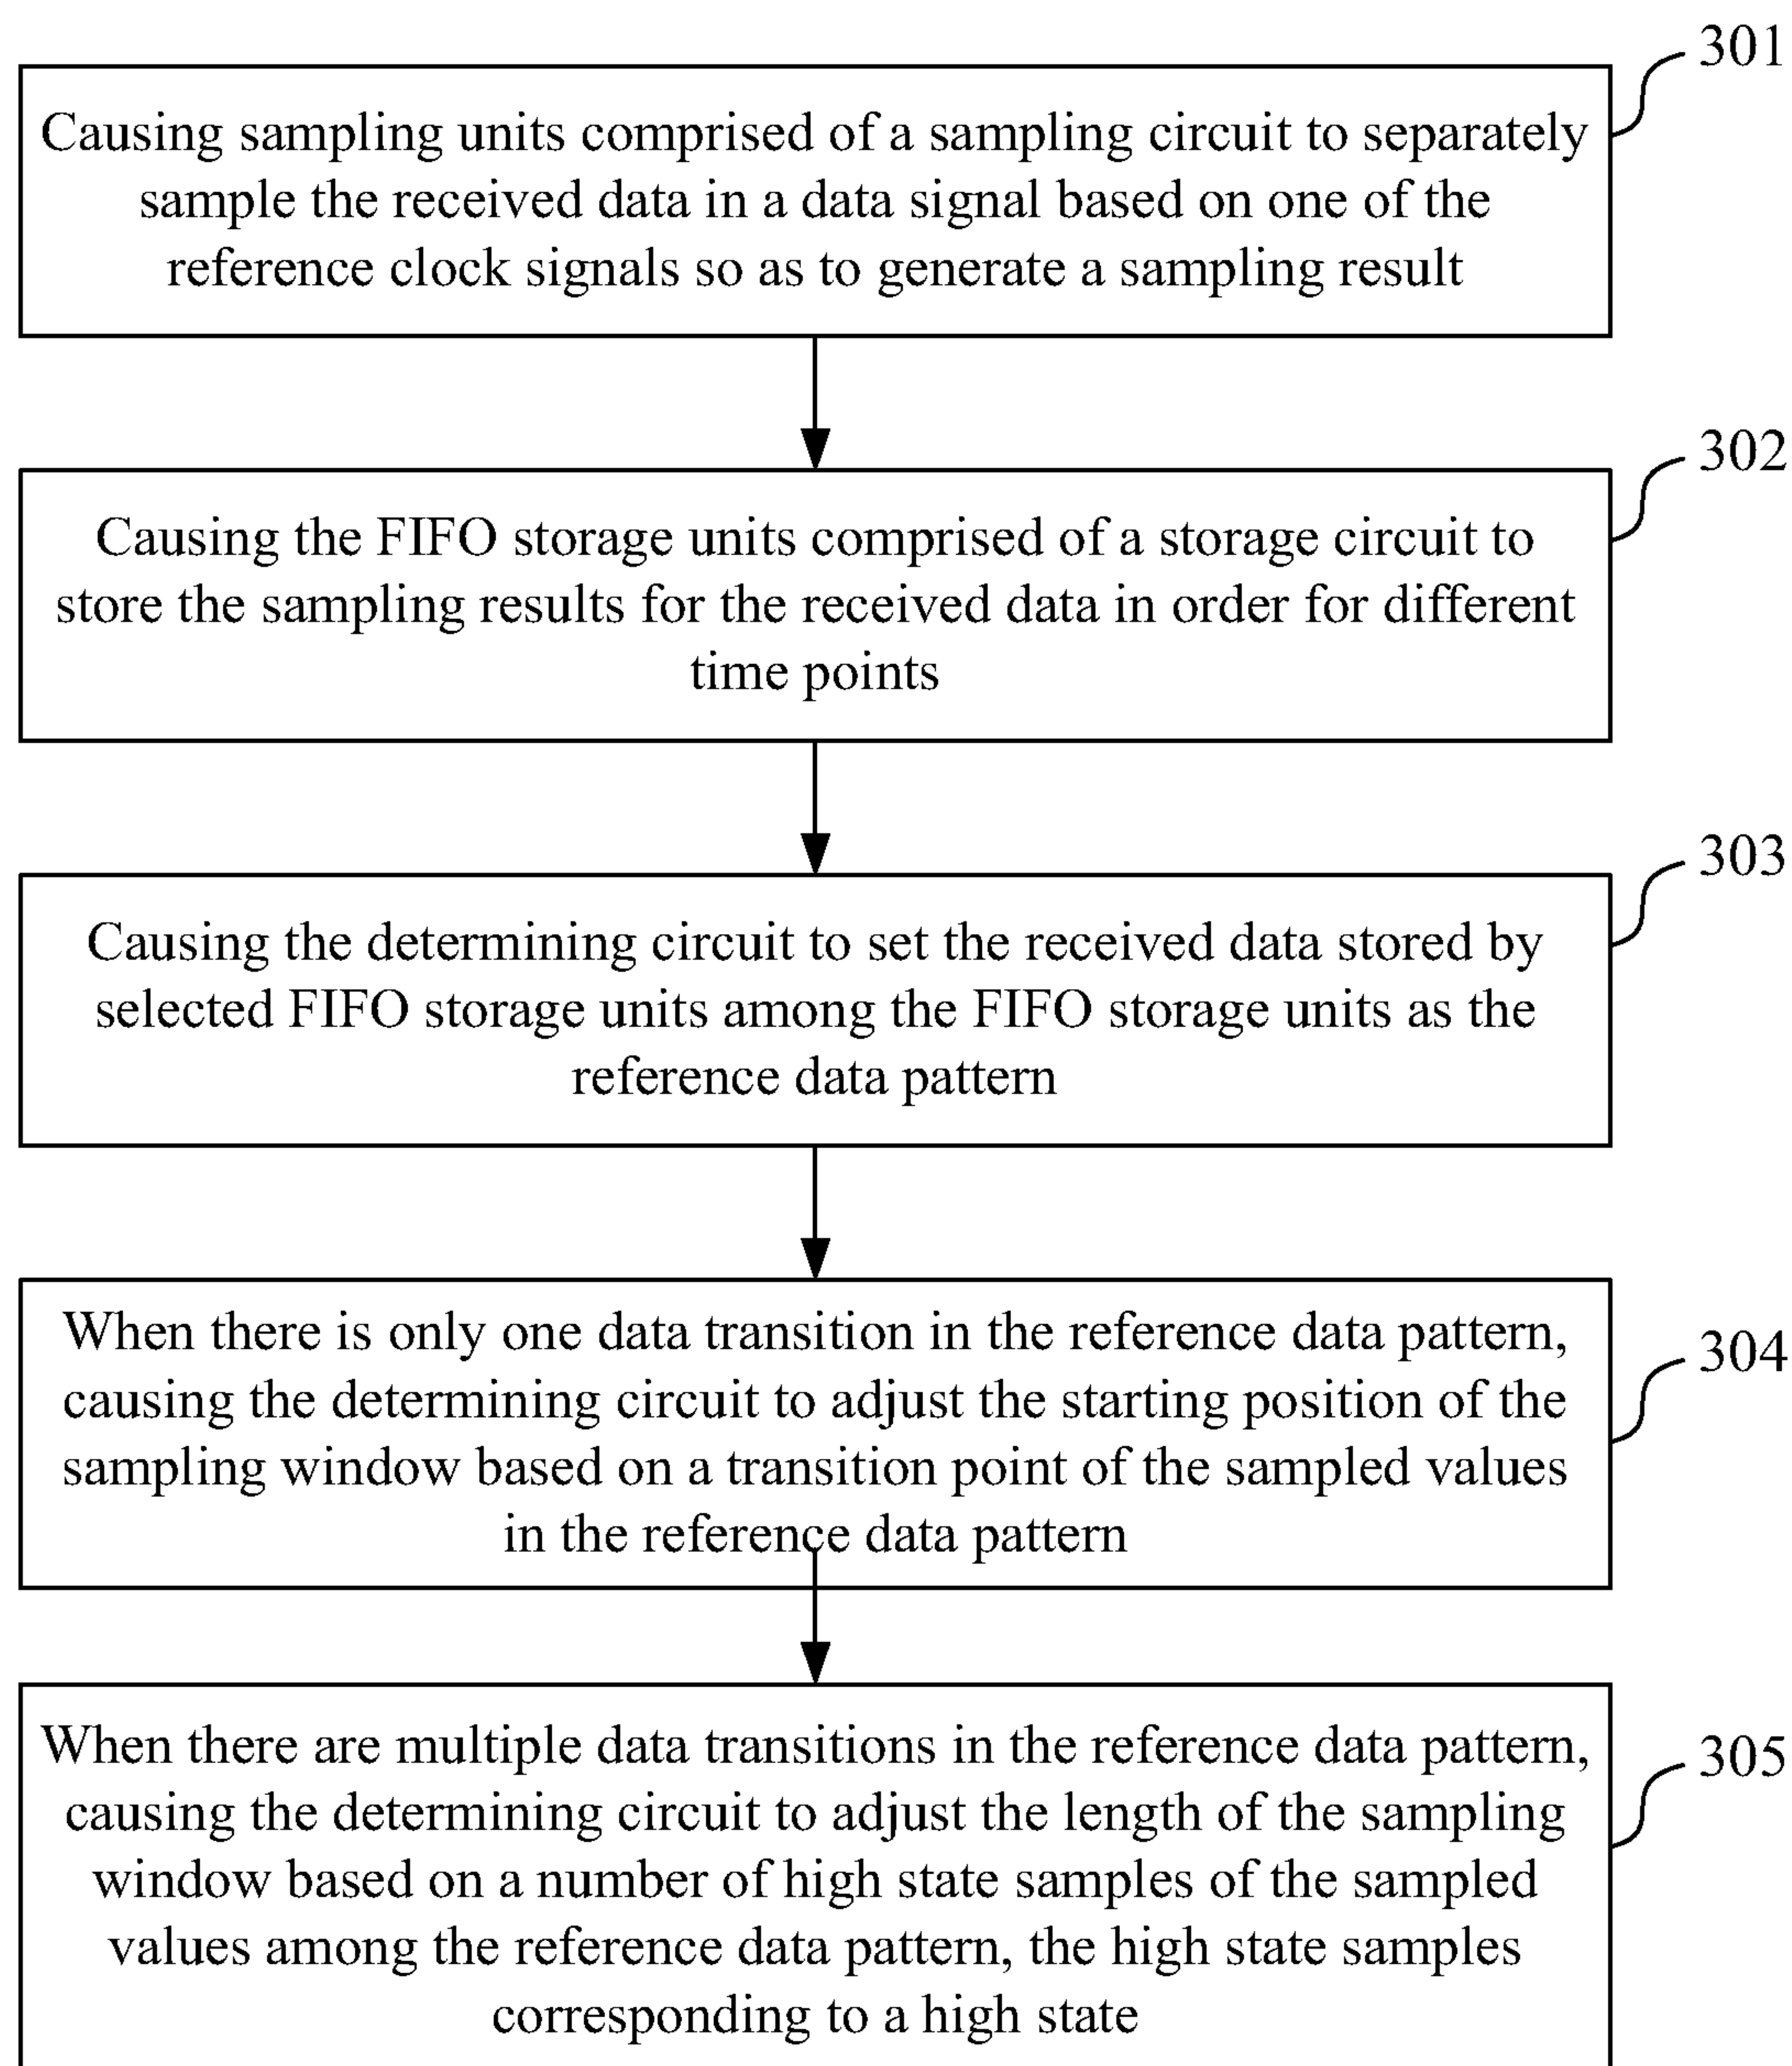 301
Causing sampling units comprised of a sampling circuit to separately
sample the received data in a data signal based on one of the
reference clock signals so as to generate a sampling result
302
Causing the FIFO storage units comprised of a storage circuit to
store the sampling results for the received data in order for different
time points
303
Causing the determining circuit to set the received data stored by
selected FIFO storage units among the FIFO storage units as the
reference data pattern
304
When there is only one data transition in the reference data pattern,
causing the determining circuit to adjust the starting position of the
sampling window based on a transition point of the sampled values
in the reference data pattern
305
When there are multiple data transitions in the reference data pattern,
causing the determining circuit to adjust the length of the sampling
window based on a number of high state samples of the sampled
values among the reference data pattern, the high state samples
corresponding to a high state